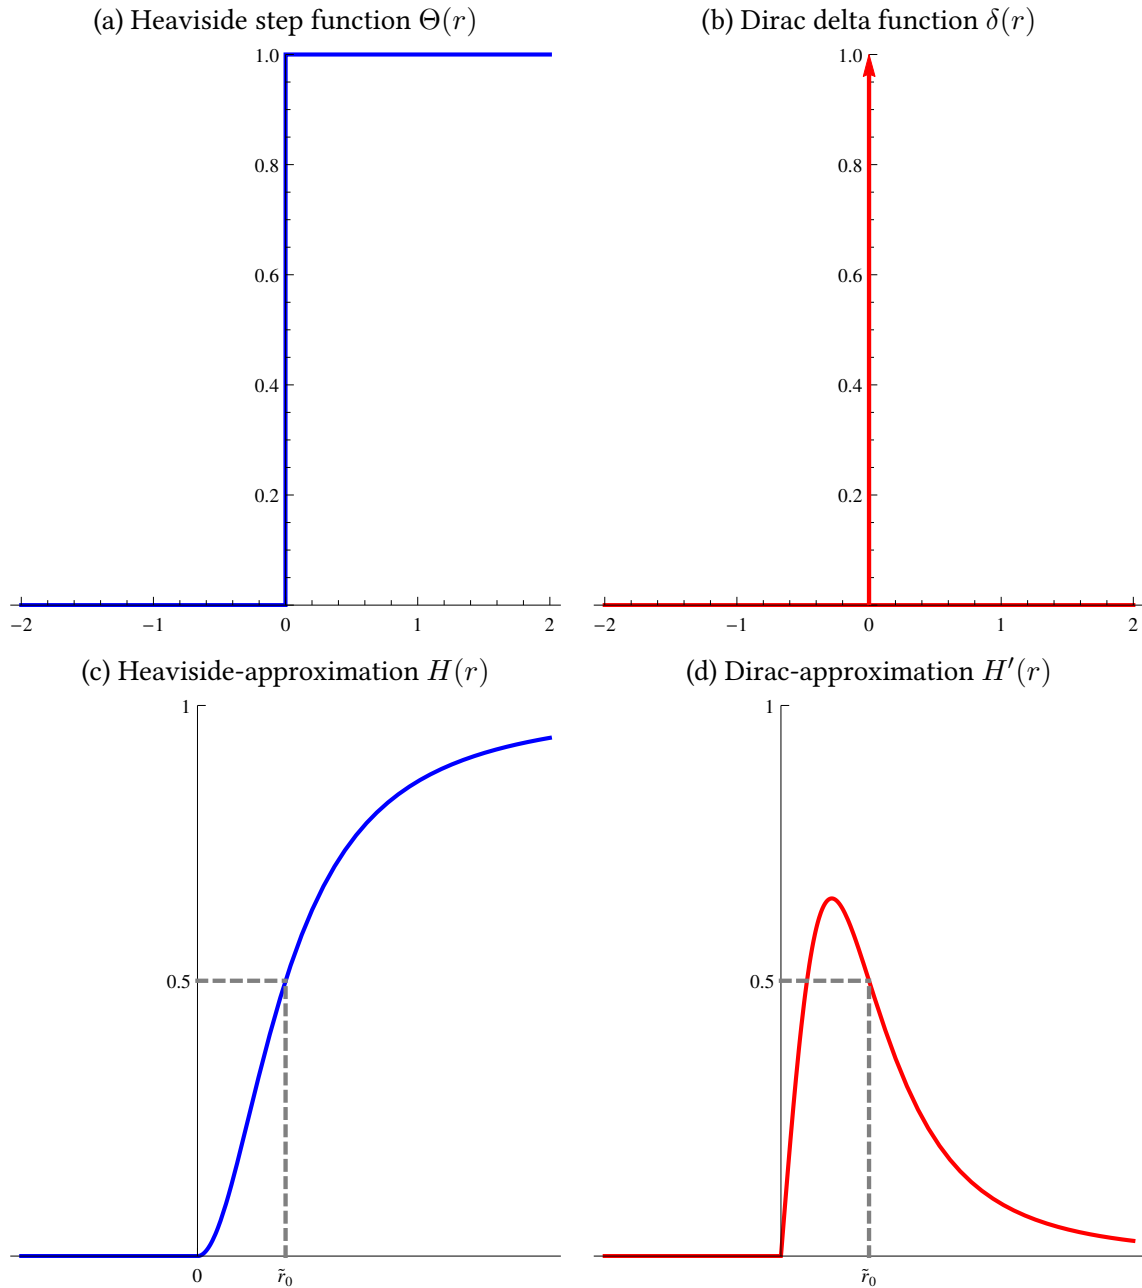 (a) Heaviside step function Θ(r)
(b) Dirac delta function δ(r)
1.0
0.8
0.6
0.4
0.2
-2 -1 0 1 2
1.0
0.8
0.6
0.4
0.2
-2 -1 0 1 2
(c) Heaviside-approximation H(r)
(d) Dirac-approximation H′(r)
1
0.5
0 r̃₀
1
0.5
r̃₀